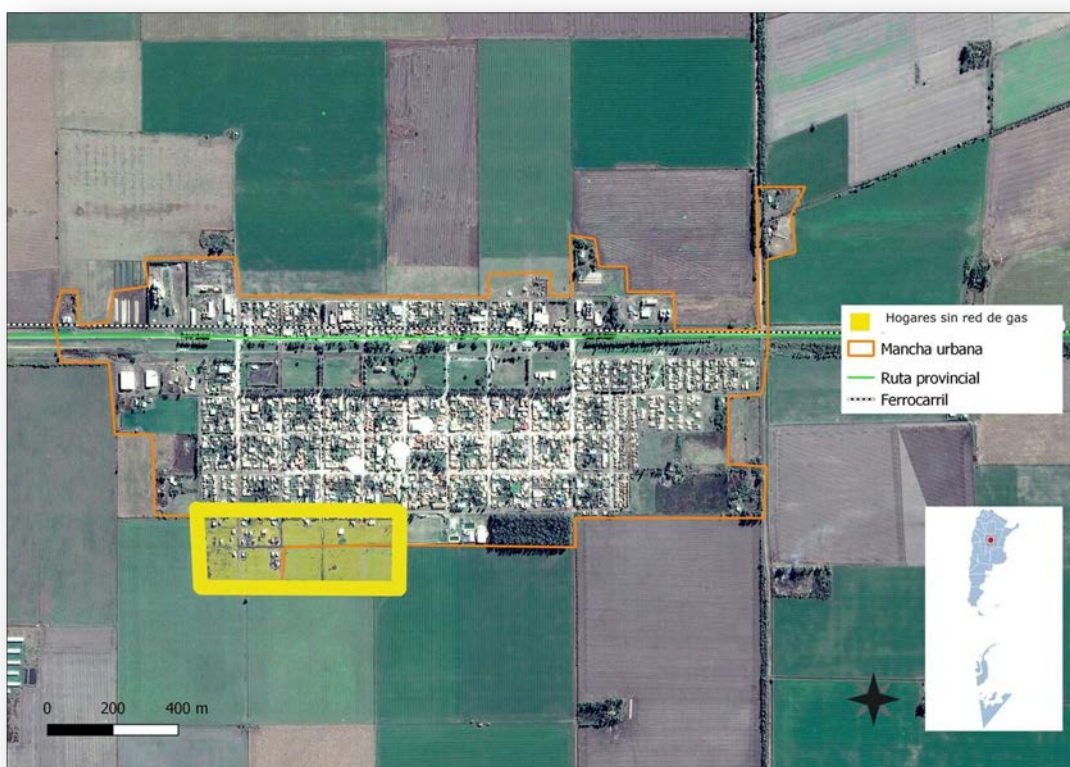 Hogares sin red de gas
Mancha urbana
Ruta provincial
Ferrocarril
0 200 400 m